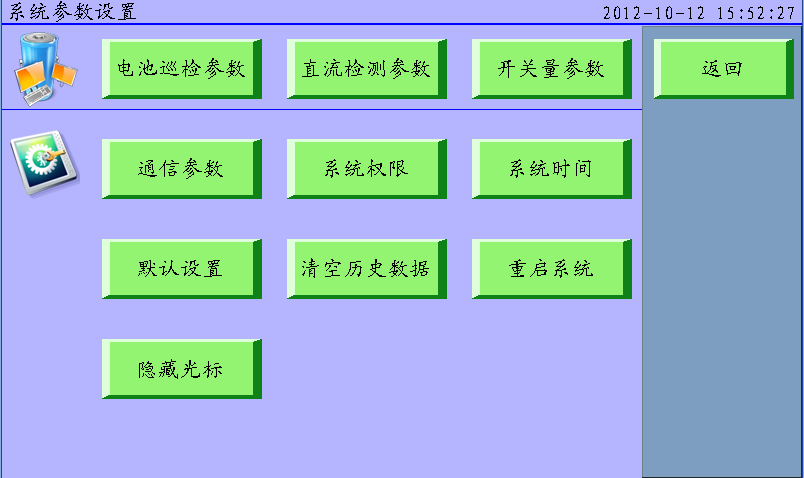 系统参数设置
2012-10-12 15:52:27
电池巡检参数
直流检测参数
开关量参数
返回
通信参数
系统权限
系统时间
默认设置
清空历史数据
重启系统
隐藏光标